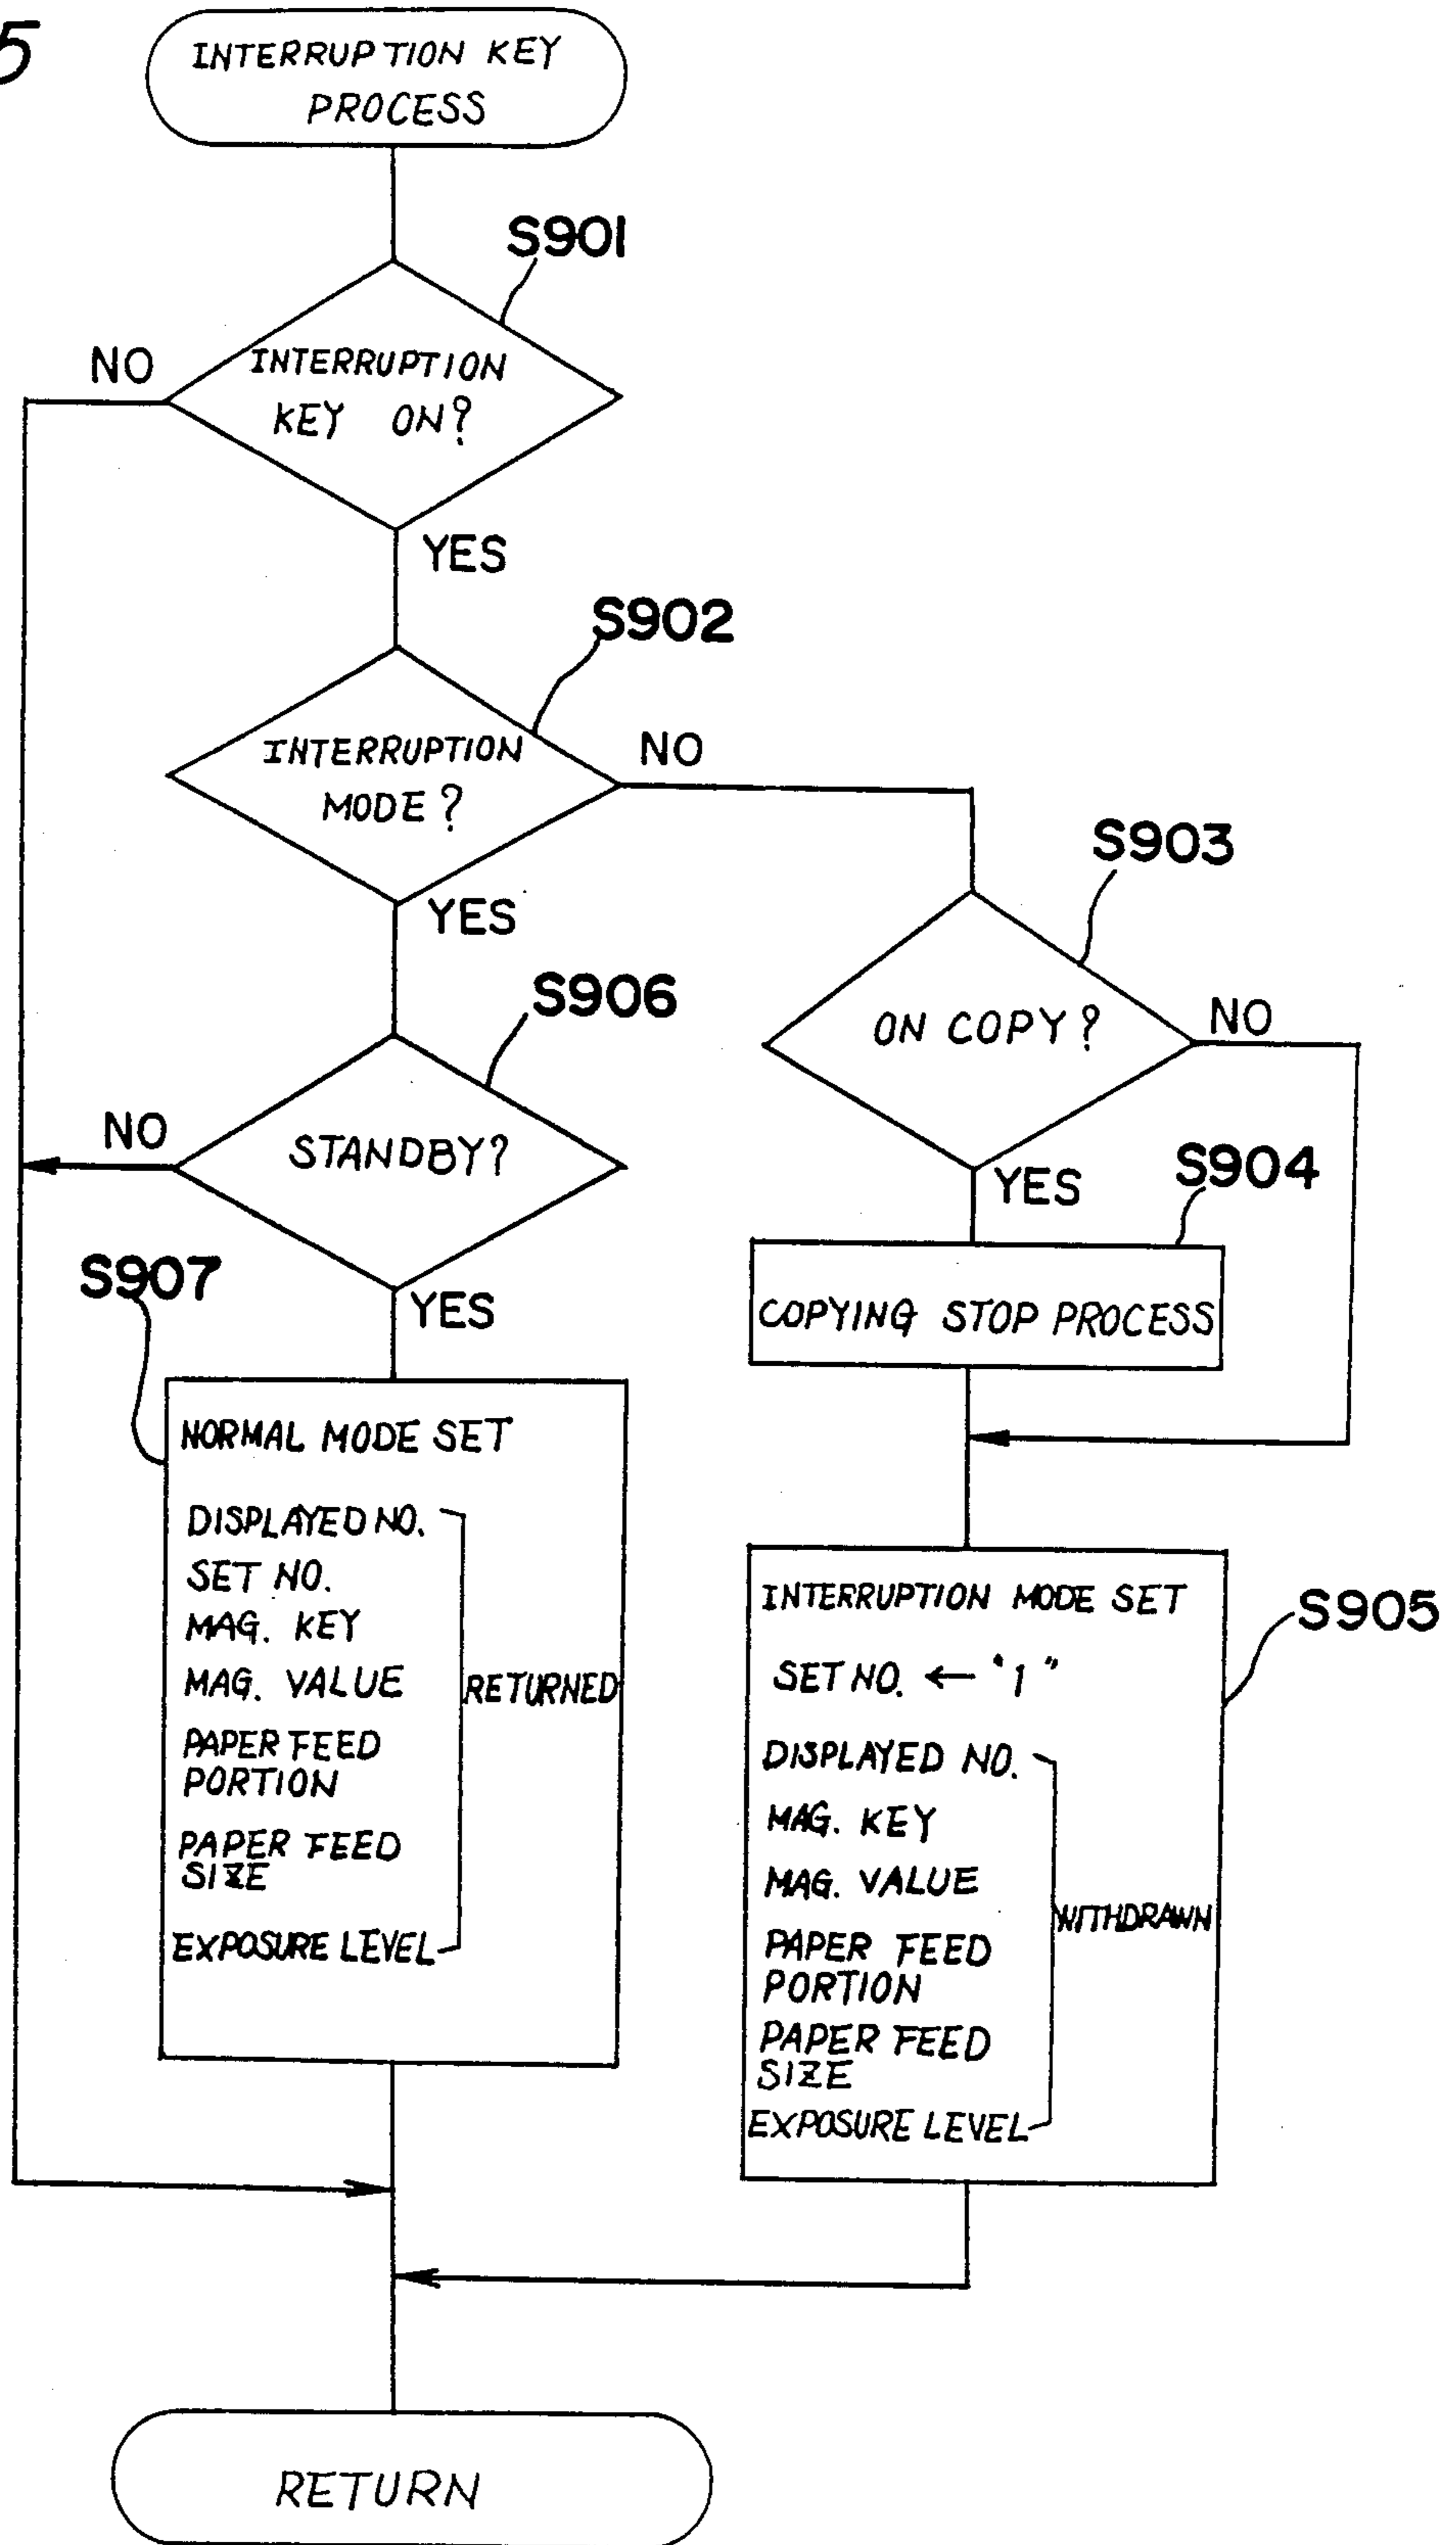 5
INTERRUPTION KEY
PROCESS
S901
NO
INTERRUPTION
KEY ON?
YES
S902
INTERRUPTION
MODE?
NO
YES
S903
S906
ON COPY?
NO
NO
STANDBY?
YES
S904
S907
YES
COPYING STOP PROCESS
NORMAL MODE SET
DISPLAYED NO.
SET NO.
MAG. KEY
MAG. VALUE
RETURNED
PAPER FEED
PORTION
PAPER FEED
SIZE
EXPOSURE LEVEL
INTERRUPTION MODE SET
S905
SET NO. ← "1"
DISPLAYED NO.
MAG. KEY
MAG. VALUE
WITHDRAWN
PAPER FEED
PORTION
PAPER FEED
SIZE
EXPOSURE LEVEL
RETURN